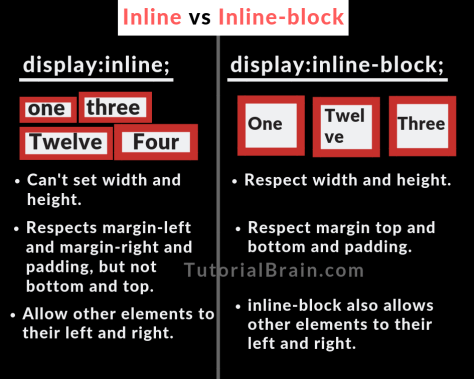 Inline vs Inline-block
display:inline;
one three
Twelve Four
• Can't set width and
height.
• Respects margin-left
and margin-right and
padding, but not
bottom and top.
• Allow other elements to
their left and right.
display:inline-block;
One
Twel
ve
Three
• Respect width and height.
• Respect margin top and
bottom and padding.
• inline-block also allows
other elements to their
left and right.
TutorialBrain.com